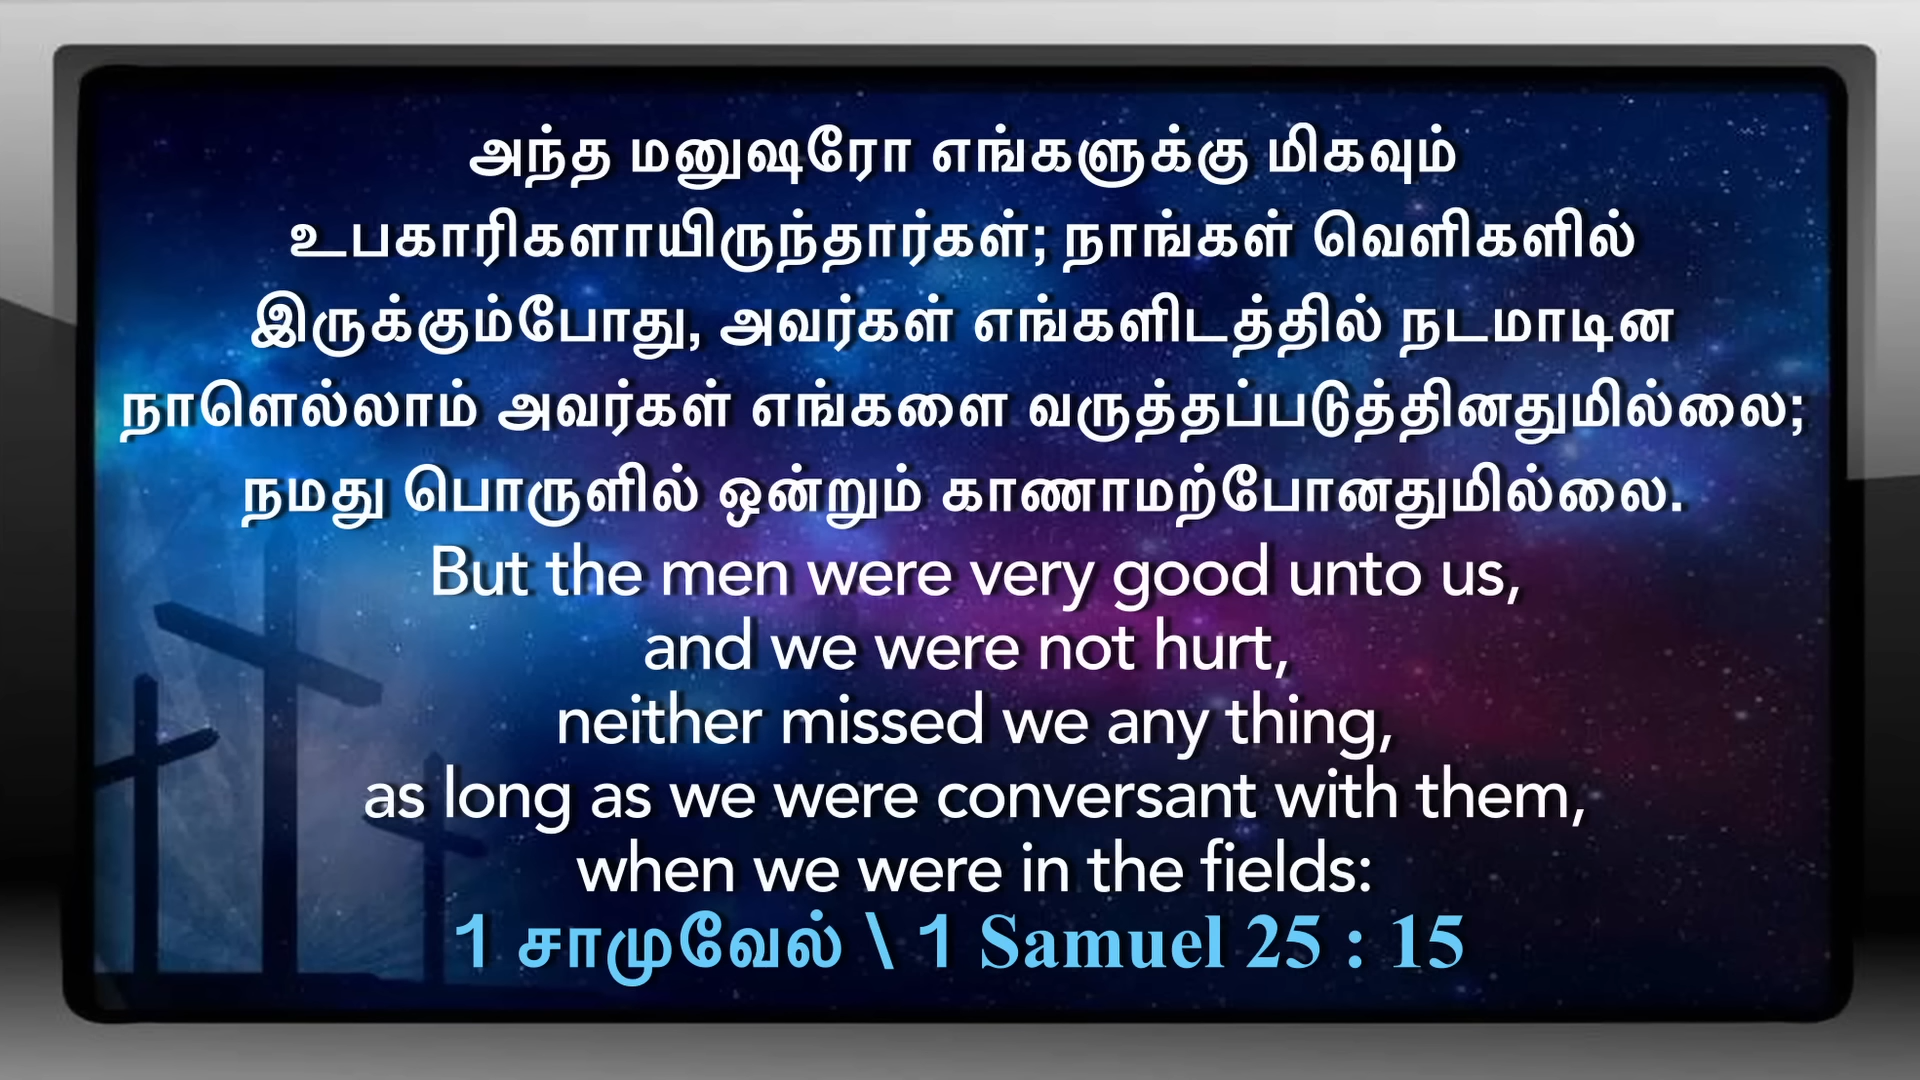 அந்த மனுஷரோ எங்களுக்கு மிகவும்
உபகாரிகளாயிருந்தார்கள்; நாங்கள் வெளிகளில்
இருக்கும்போது, அவர்கள் எங்களிடத்தில் நடமாடின
நாளெல்லாம் அவர்கள் எங்களை வருத்தப்படுத்தினதுமில்லை;
நமது பொருளில் ஒன்றும் காணாமற்போனதுமில்லை.
But the men were very good unto us,
and we were not hurt,
neither missed we any thing,
as long as we were conversant with them,
when we were in the fields:
1 சாமுவேல் \ 1 Samuel 25 : 15